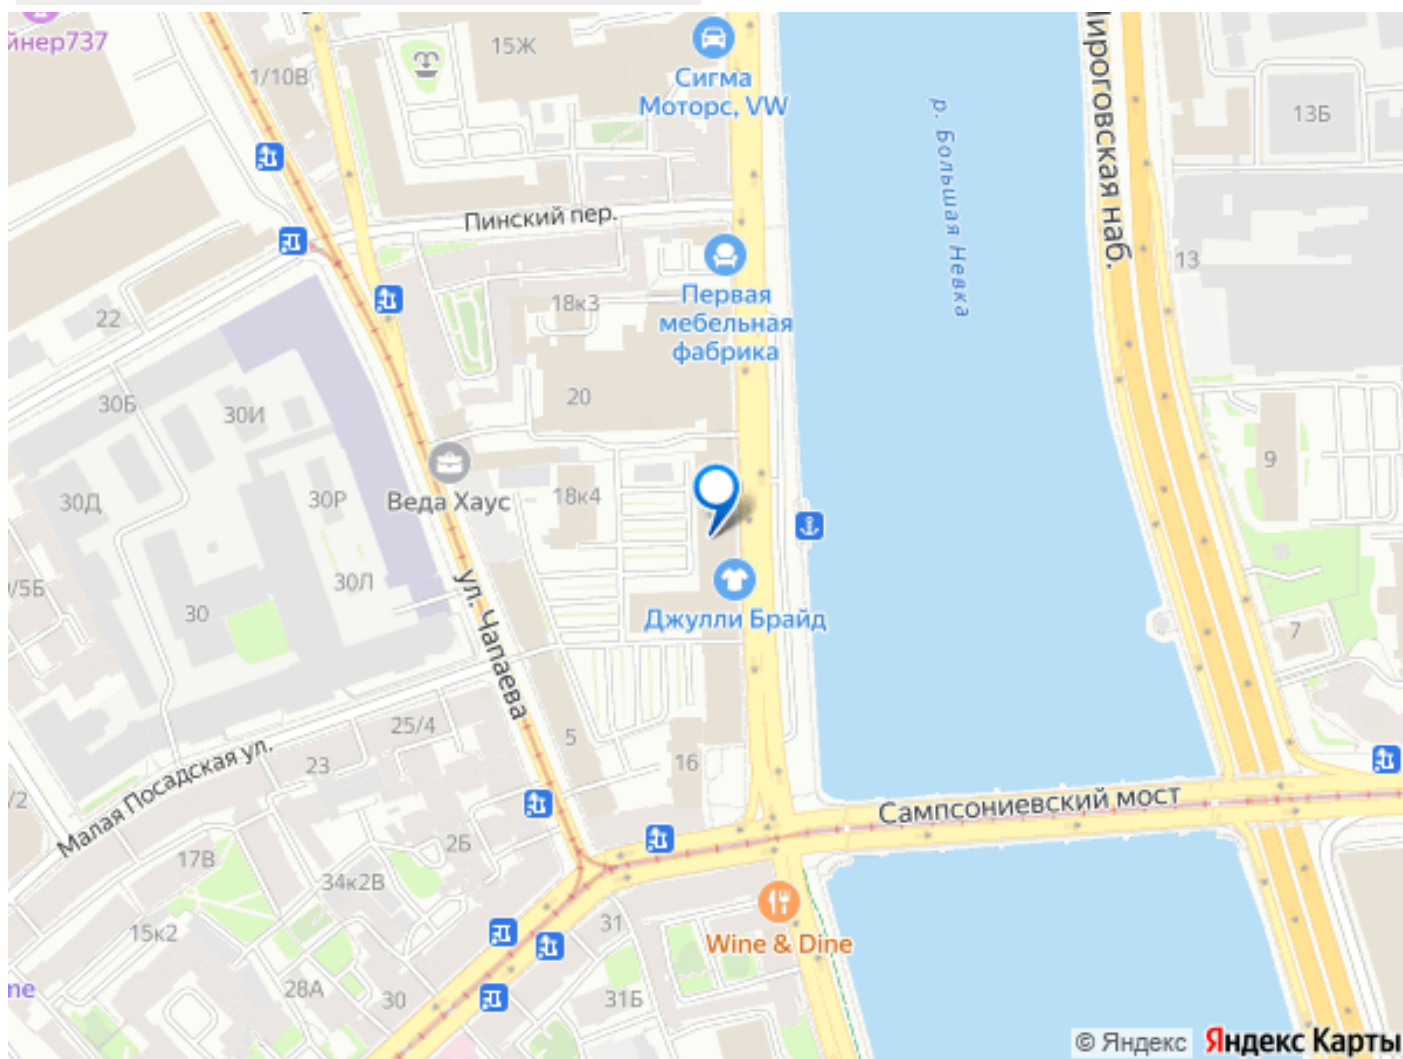 йнер737
1/10В
15Ж
Сигма
Моторс, VW
р. Большая Невка
Пироговская наб.
13Б
Пинский пер.
13
Первая
мебельная
фабрика
18к3
22
20
30Б
30И
9
30Д
30Р
Веда Хаус
18к4
/5Б
30
30Л
ул. Чапаева
Джулли Брайд
7
25/4
5
16
Малая Посадская ул.
23
/2
Сампсониевский мост
2Б
17В
34к2В
15к2
31
Wine & Dine
28А
30
31Б
me
© Яндекс Яндекс Карты